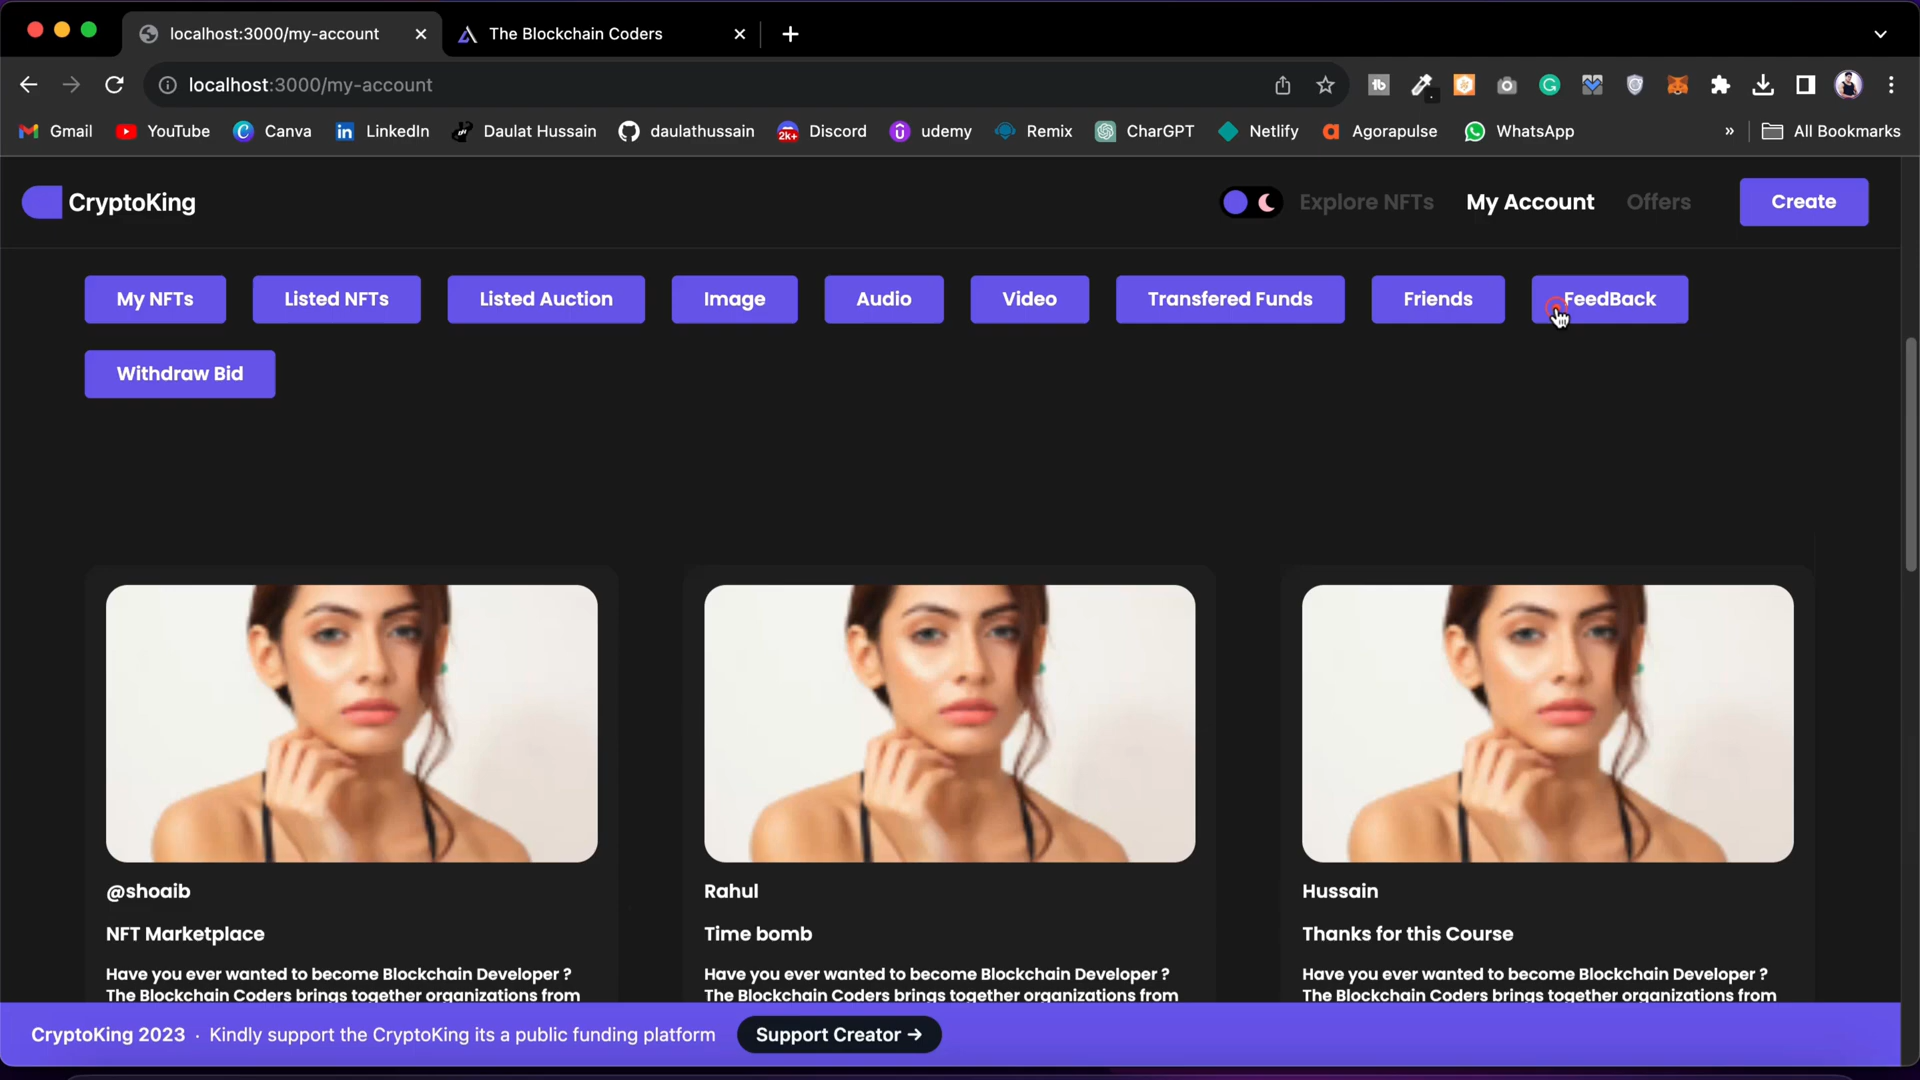 localhost:3000/my-account
The Blockchain Coders
localhost:3000/my-account
Gmail
YouTube
Canva
LinkedIn
Daulat Hussain
daulathussain
2k+
Discord
udemy
Remix
CharGPT
Netlify
Agorapulse
WhatsApp
»
All Bookmarks
CryptoKing
Explore NFTs
My Account
Offers
Create
My NFTs
Listed NFTs
Listed Auction
Image
Audio
Video
Transfered Funds
Friends
FeedBack
Withdraw Bid
@shoaib
NFT Marketplace
Have you ever wanted to become Blockchain Developer ?
The Blockchain Coders brings together organizations from
Rahul
Time bomb
Have you ever wanted to become Blockchain Developer ?
The Blockchain Coders brings together organizations from
Hussain
Thanks for this Course
Have you ever wanted to become Blockchain Developer ?
The Blockchain Coders brings together organizations from
CryptoKing 2023 · Kindly support the CryptoKing its a public funding platform
Support Creator →